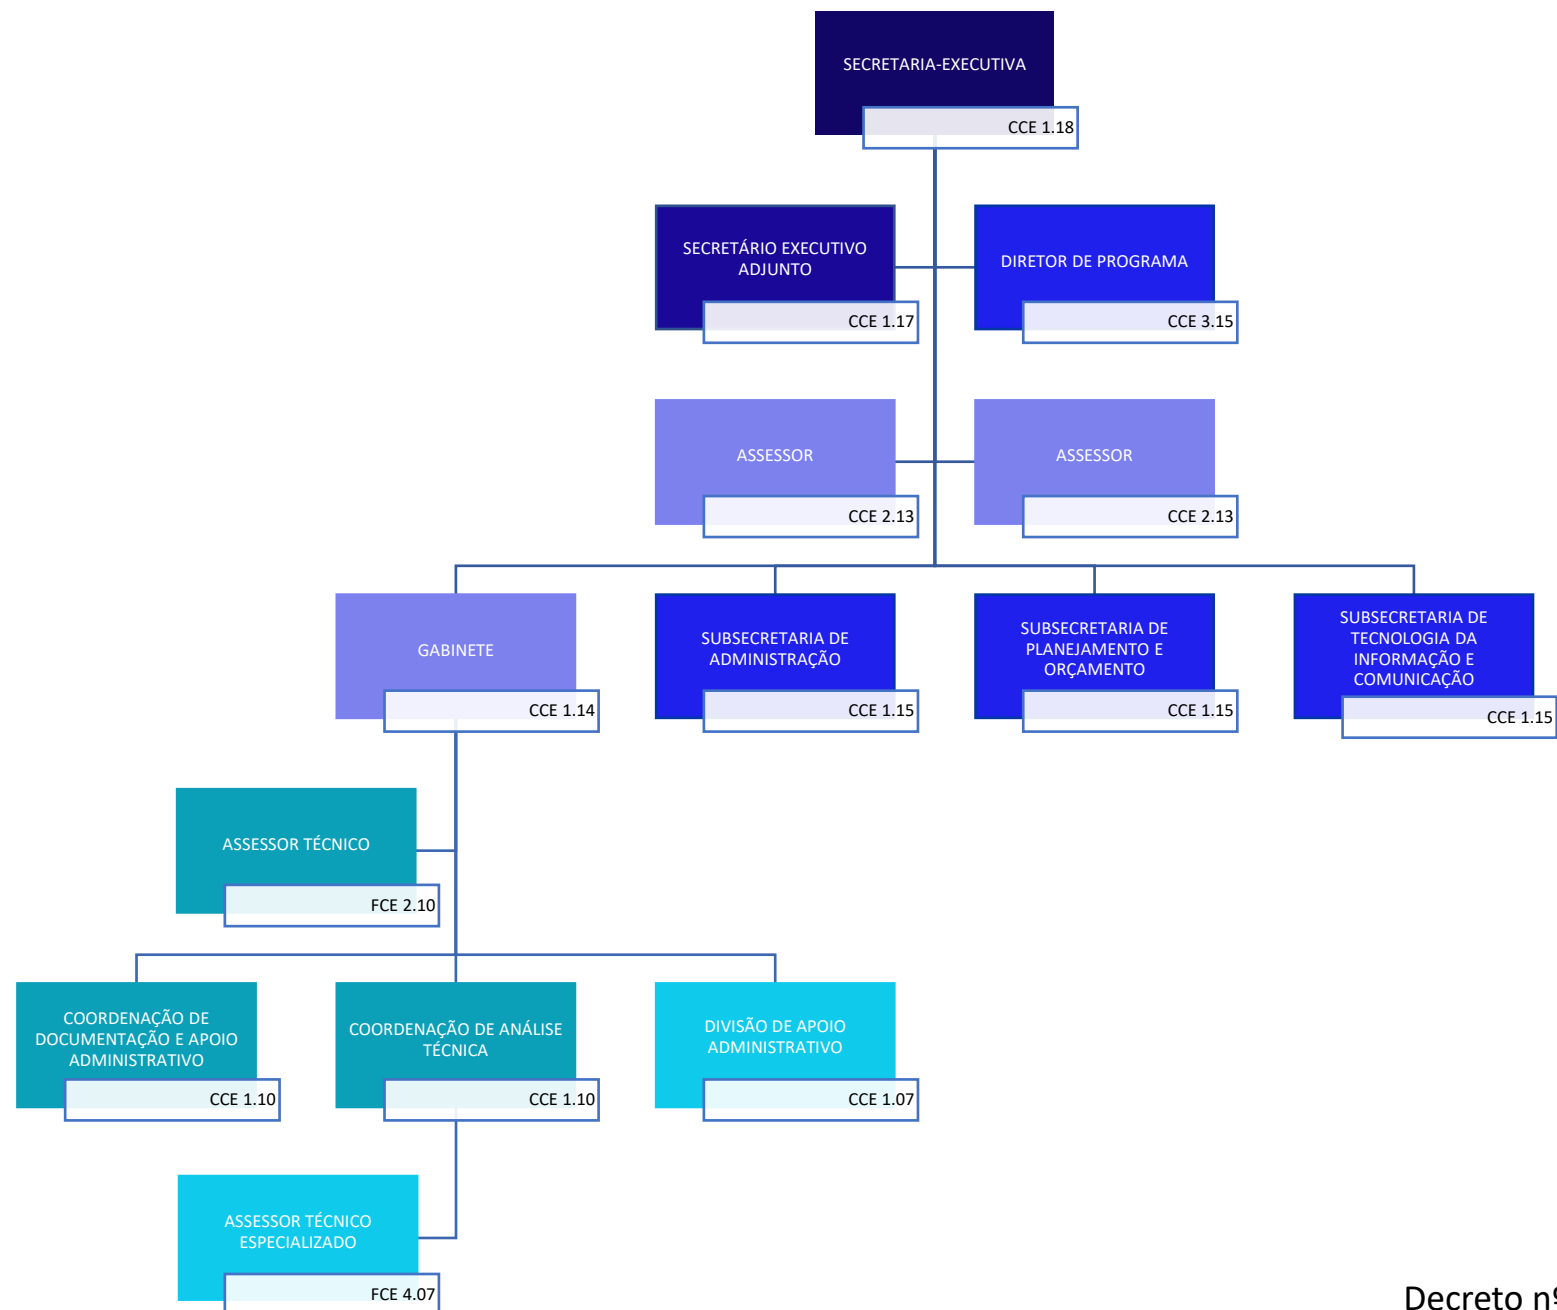 SECRETARIA-EXECUTIVA
CCE 1.18
SECRETÁRIO EXECUTIVO
ADJUNTO
CCE 1.17
DIRETOR DE PROGRAMA
CCE 3.15
ASSESSOR
CCE 2.13
ASSESSOR
CCE 2.13
GABINETE
CCE 1.14
SUBSECRETARIA DE
ADMINISTRAÇÃO
CCE 1.15
SUBSECRETARIA DE
PLANEJAMENTO E
ORÇAMENTO
CCE 1.15
SUBSECRETARIA DE
TECNOLOGIA DA
INFORMAÇÃO E
COMUNICAÇÃO
CCE 1.15
ASSESSOR TÉCNICO
FCE 2.10
COORDENAÇÃO DE
DOCUMENTAÇÃO E APOIO
ADMINISTRATIVO
CCE 1.10
COORDENAÇÃO DE ANÁLISE
TÉCNICA
CCE 1.10
DIVISÃO DE APOIO
ADMINISTRATIVO
CCE 1.07
ASSESSOR TÉCNICO
ESPECIALIZADO
FCE 4.07
Decreto nº